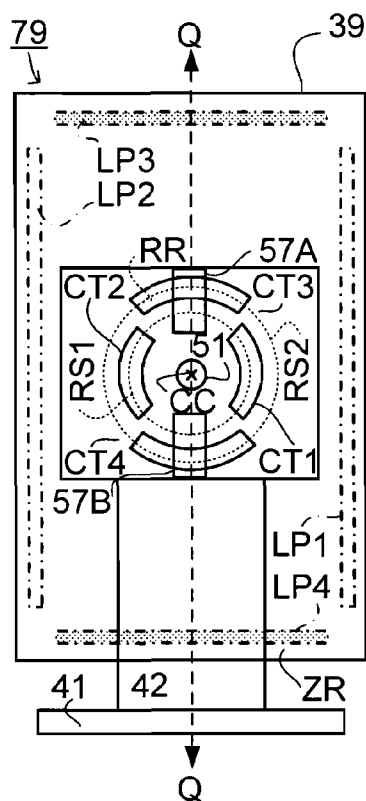 79
Q
39
LP3
LP2
RR
57A
CT2
CT3
51
RS1
RS2
CC
CT4
CT1
57B
LP1
LP4
ZR
41
42
Q